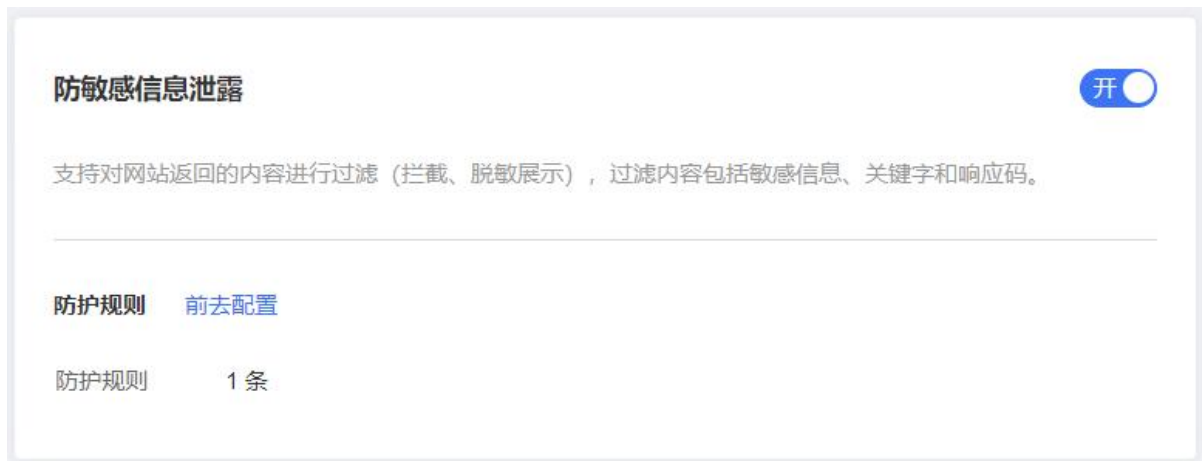 防敏感信息泄露
开
支持对网站返回的内容进行过滤（拦截、脱敏展示），过滤内容包括敏感信息、关键字和响应码。
防护规则 前去配置
防护规则 1 条